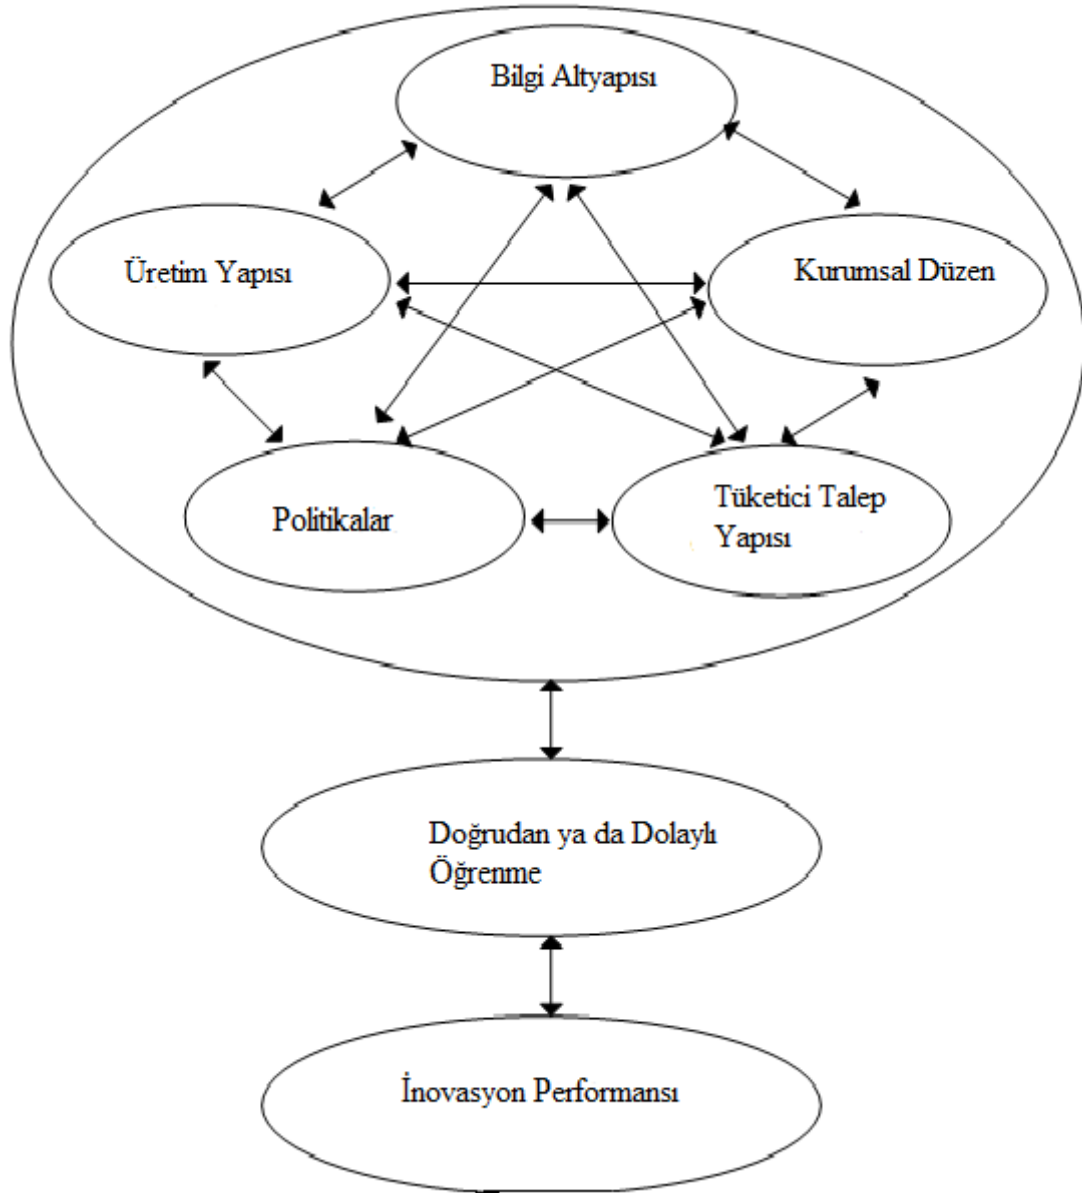 Bilgi Altyapısı
Üretim Yapısı
Kurumsal Düzen
Politikalar
Tüketici Talep
Yapısı
Doğrudan ya da Dolaylı
Öğrenme
İnovasyon Performansı